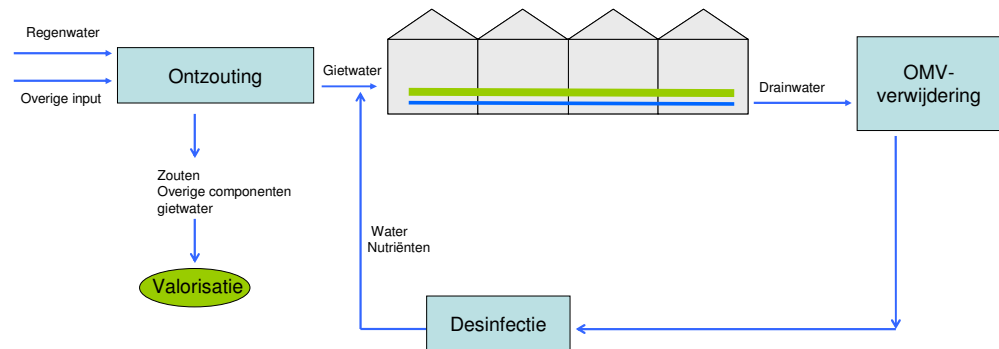 Regenwater
Overige input
Ontzouting
Gietwater
Drainwater
OMV-
verwijdering
Zouten
Overige componenten
gietwater
Water
Nutriënten
Valorisatie
Desinfectie